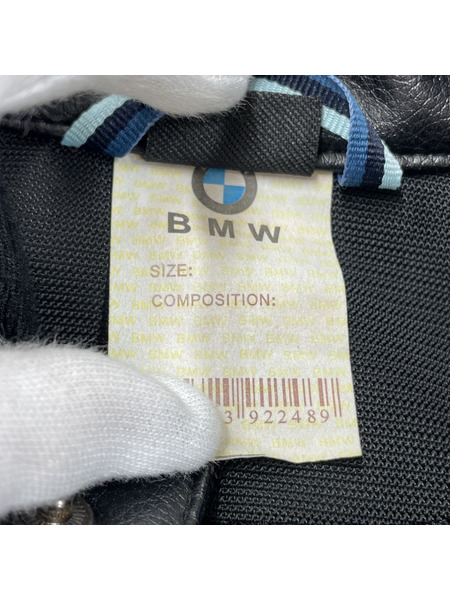 BMW
SIZE:
COMPOSITION:
3 922489